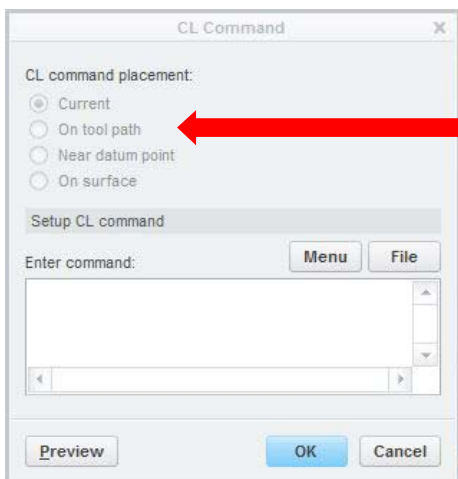 CL Command
CL command placement:
Current
On tool path
Near datum point
On surface
Setup CL command
Enter command:
Menu
File
Preview
OK
Cancel